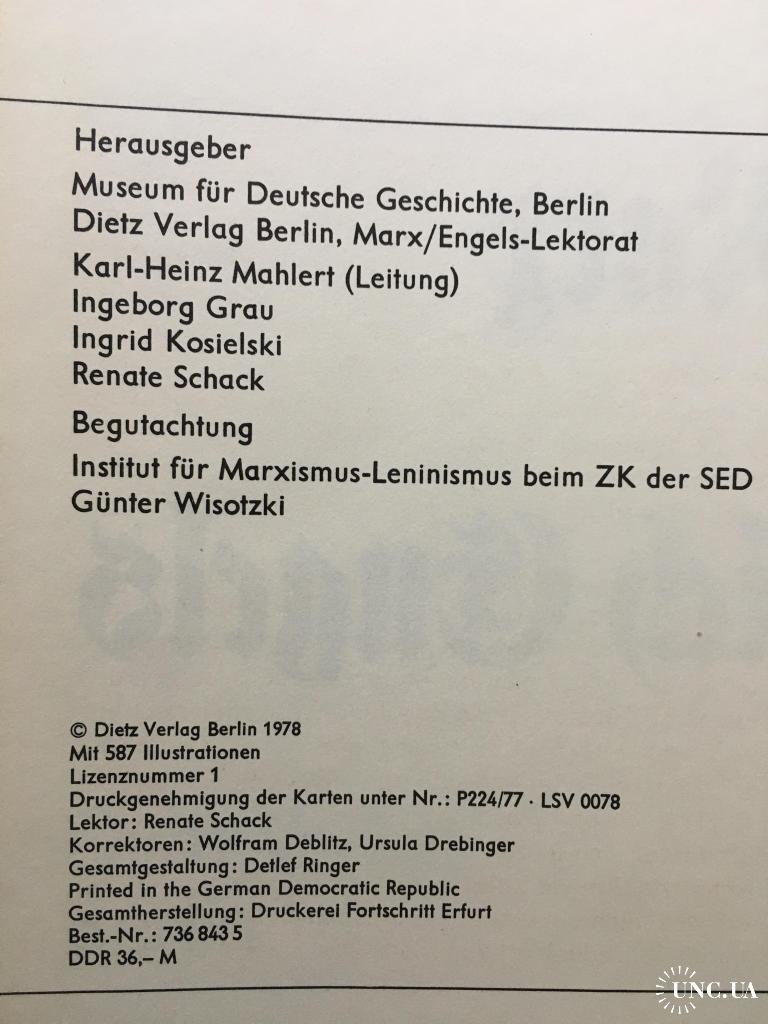 Herausgeber
Museum für Deutsche Geschichte, Berlin
Dietz Verlag Berlin, Marx/Engels-Lektorat
Karl-Heinz Mahlert (Leitung)
Ingeborg Grau
Ingrid Kosielski
Renate Schack
Begutachtung
Institut für Marxismus-Leninismus beim ZK der SED
Günter Wisotzki
© Dietz Verlag Berlin 1978
Mit 587 Illustrationen
Lizenznummer 1
Druckgenehmigung der Karten unter Nr.: P224/77 · LSV 0078
Lektor: Renate Schack
Korrektoren: Wolfram Deblitz, Ursula Drebinger
Gesamtgestaltung: Detlef Ringer
Printed in the German Democratic Republic
Gesamtherstellung: Druckerei Fortschritt Erfurt
Best.-Nr.: 736 843 5
DDR 36,– M
UNC.UA